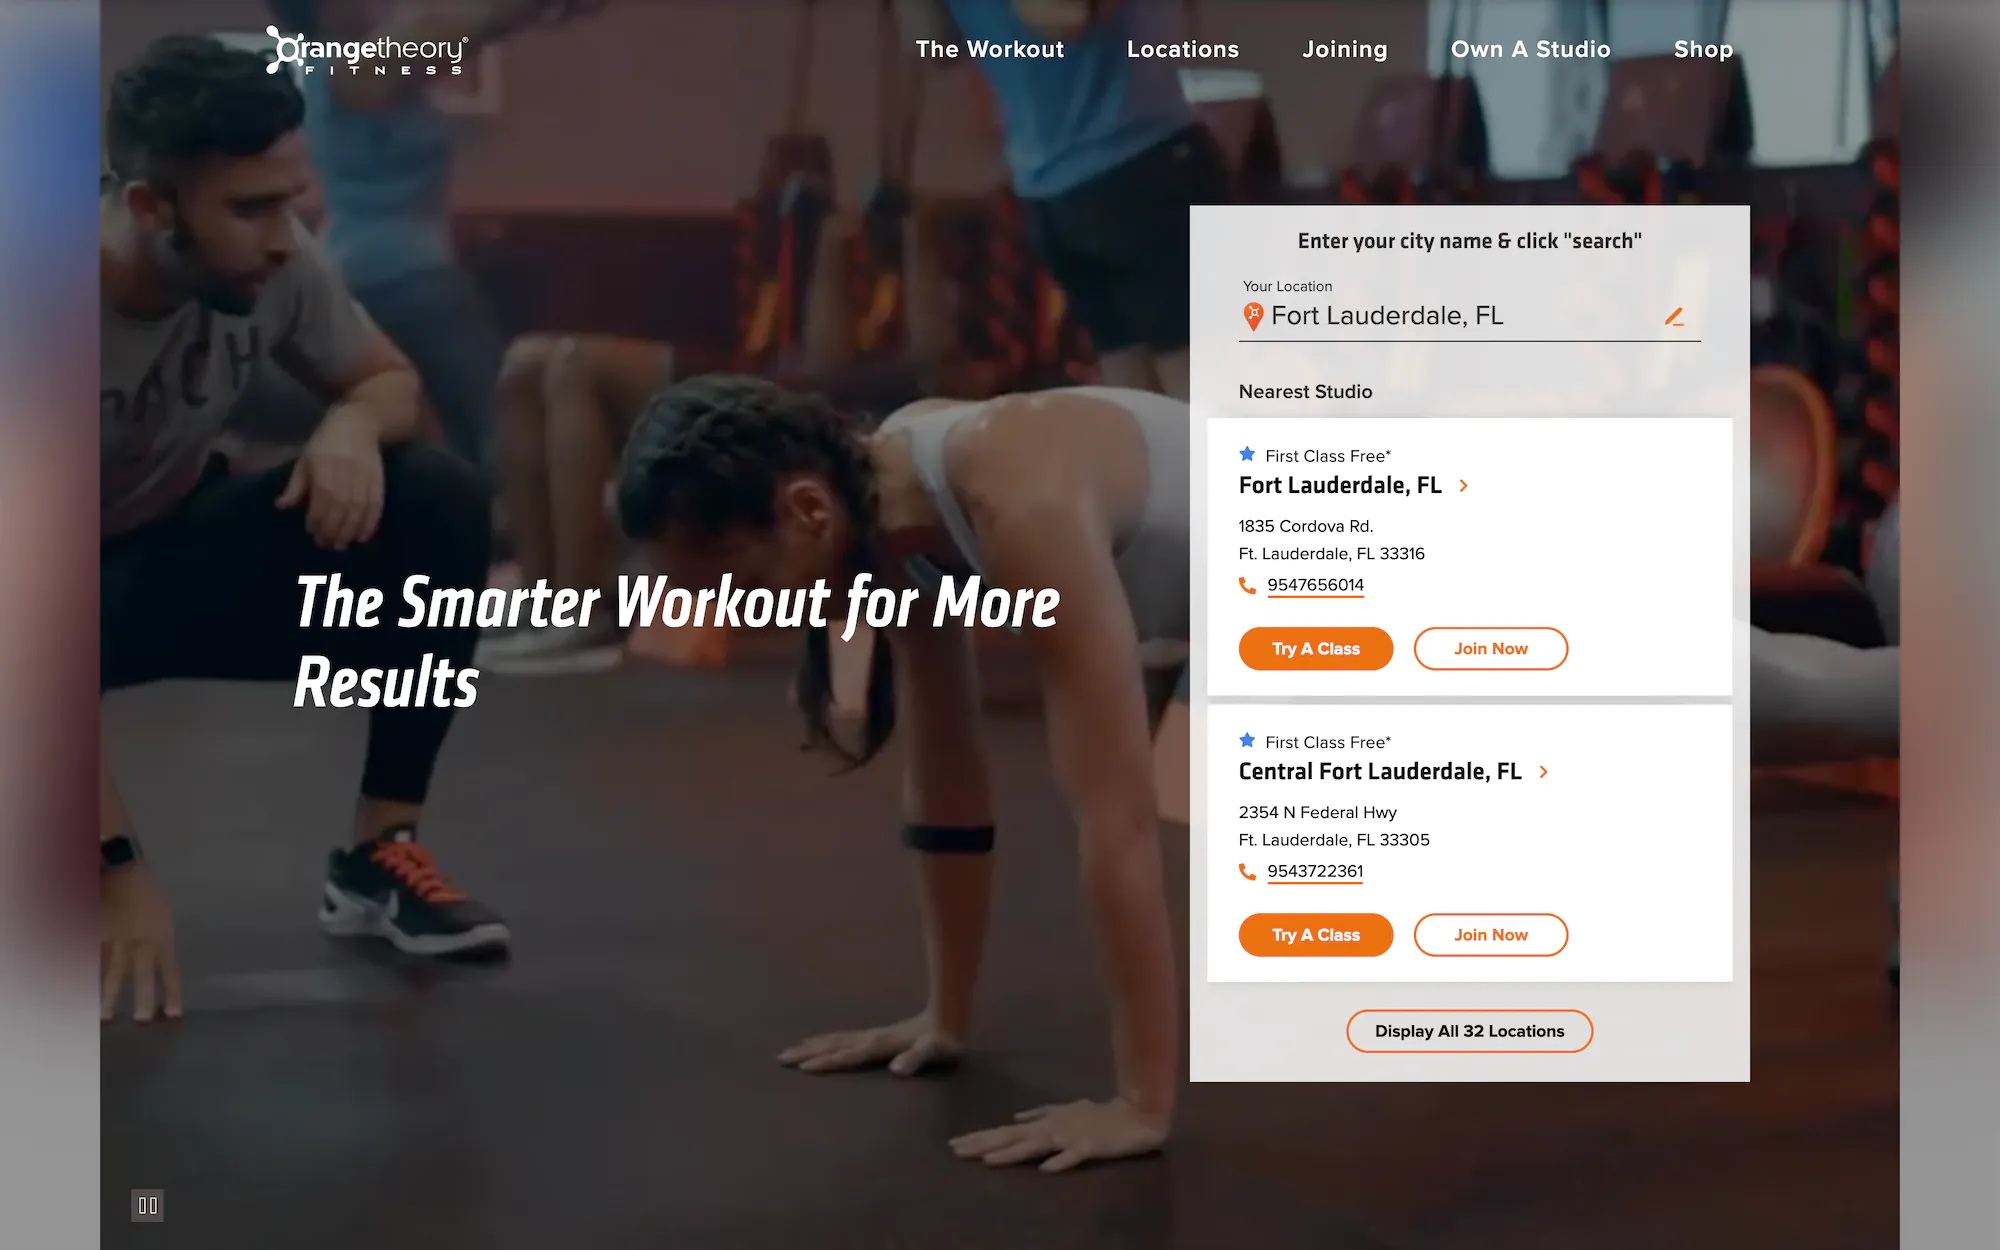 Orangetheory®
FITNESS
The Workout
Locations
Joining
Own A Studio
Shop
COACH
The Smarter Workout for More
Results
Enter your city name & click "search"
Your Location
Fort Lauderdale, FL
Nearest Studio
First Class Free*
Fort Lauderdale, FL
1835 Cordova Rd.
Ft. Lauderdale, FL 33316
9547656014
Try A Class
Join Now
First Class Free*
Central Fort Lauderdale, FL
2354 N Federal Hwy
Ft. Lauderdale, FL 33305
9543722361
Try A Class
Join Now
Display All 32 Locations